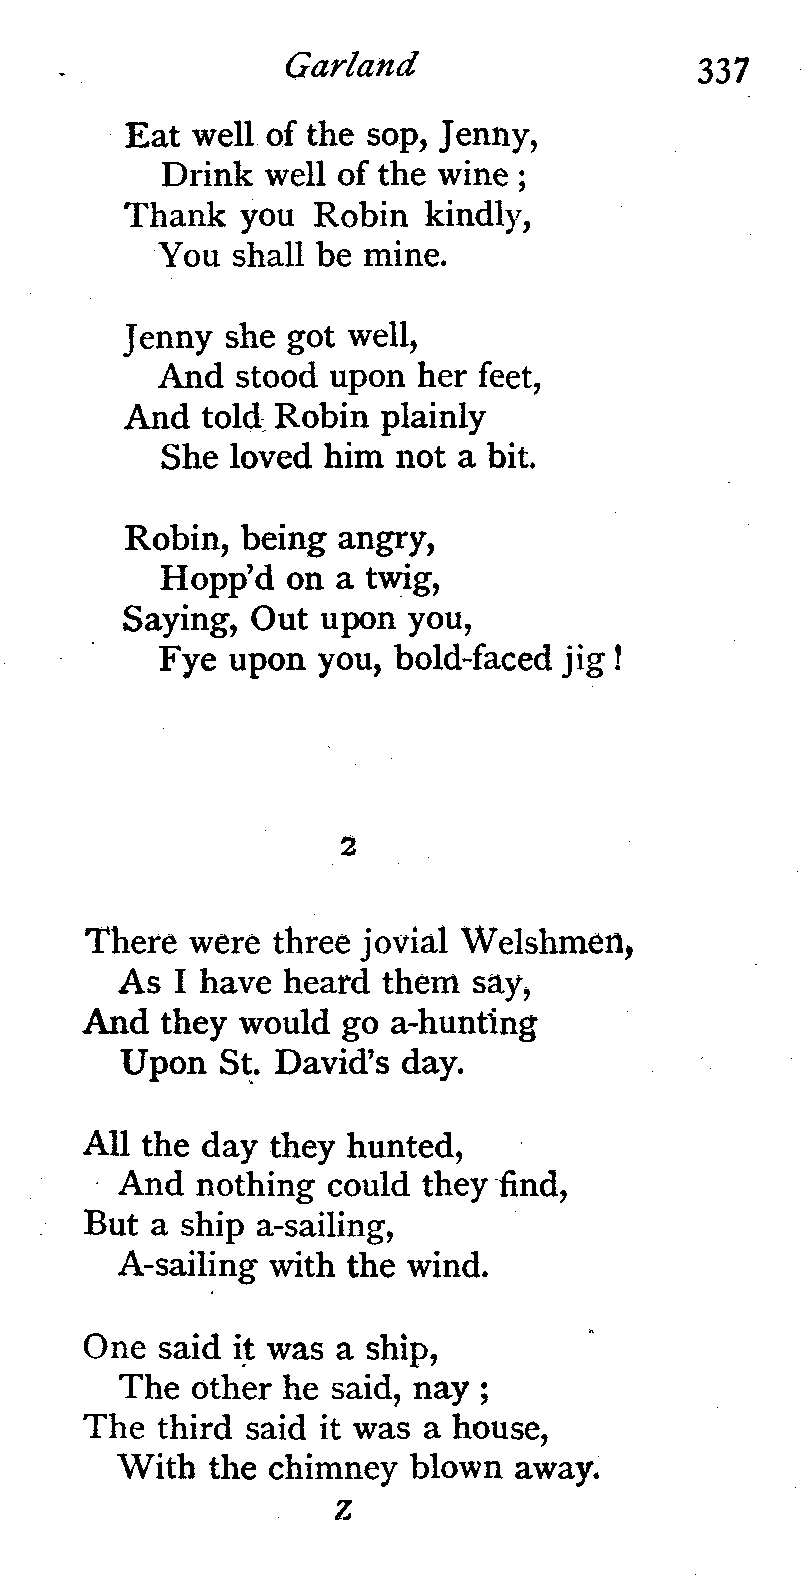 Garland 337
Eat well of the sop, Jenny,
Drink well of the wine ;
Thank you Robin kindly,
You shall be mine.
Jenny she got well,
And stood upon her feet,
And told Robin plainly
She loved him not a bit.
Robin, being angry,
Hopp'd on a twig,
Saying, Out upon you,
Fye upon you, bold-faced jig !
2
There were three jovial Welshmen,
As I have heard them say,
And they would go a-hunting
Upon St. David's day.
All the day they hunted,
And nothing could they find,
But a ship a-sailing,
A-sailing with the wind.
One said it was a ship,
The other he said, nay ;
The third said it was a house,
With the chimney blown away.
Z